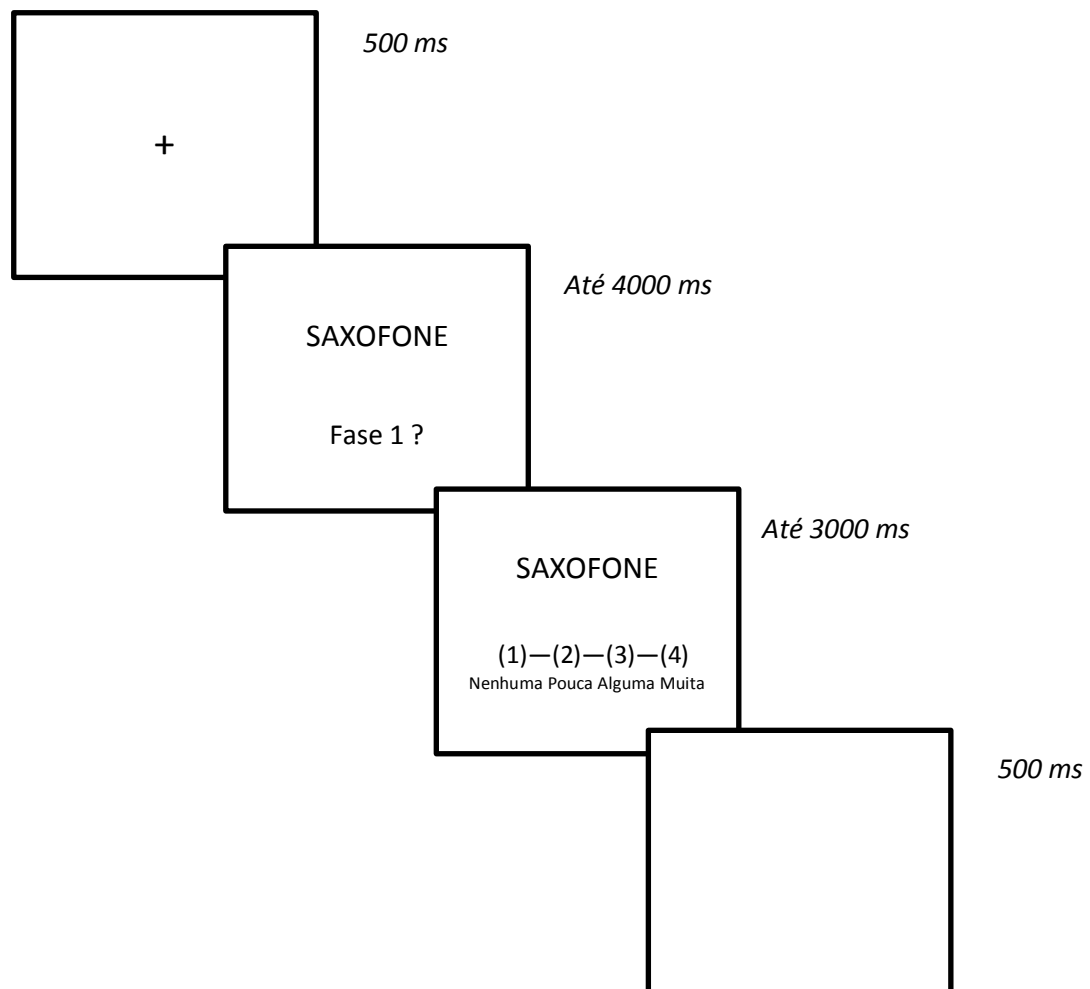 500 ms
+
Até 4000 ms
SAXOFONE
Fase 1 ?
Até 3000 ms
SAXOFONE
(1)—(2)—(3)—(4)
Nenhuma Pouca Alguma Muita
500 ms